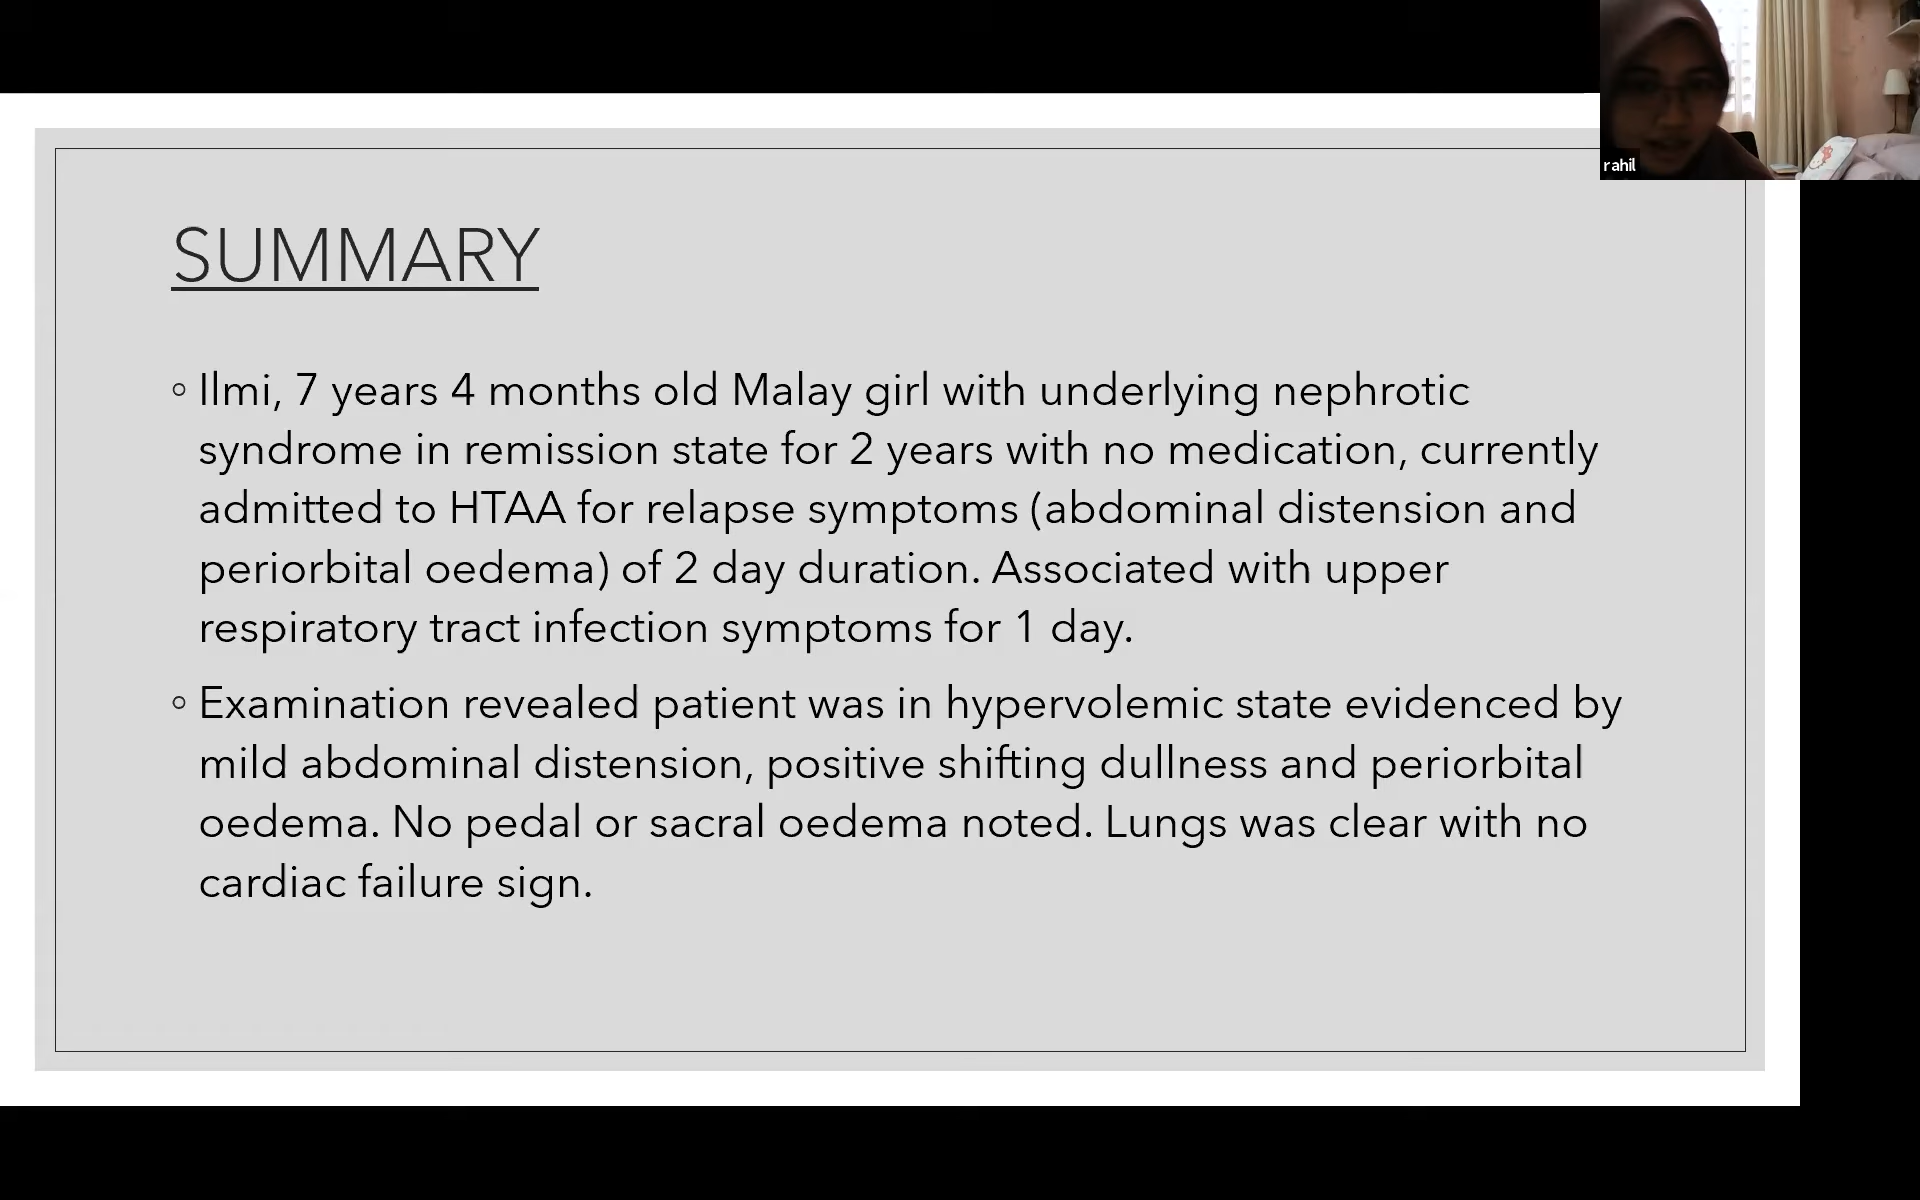 rahil
SUMMARY
◦ Ilmi, 7 years 4 months old Malay girl with underlying nephrotic
syndrome in remission state for 2 years with no medication, currently
admitted to HTAA for relapse symptoms (abdominal distension and
periorbital oedema) of 2 day duration. Associated with upper
respiratory tract infection symptoms for 1 day.
◦ Examination revealed patient was in hypervolemic state evidenced by
mild abdominal distension, positive shifting dullness and periorbital
oedema. No pedal or sacral oedema noted. Lungs was clear with no
cardiac failure sign.